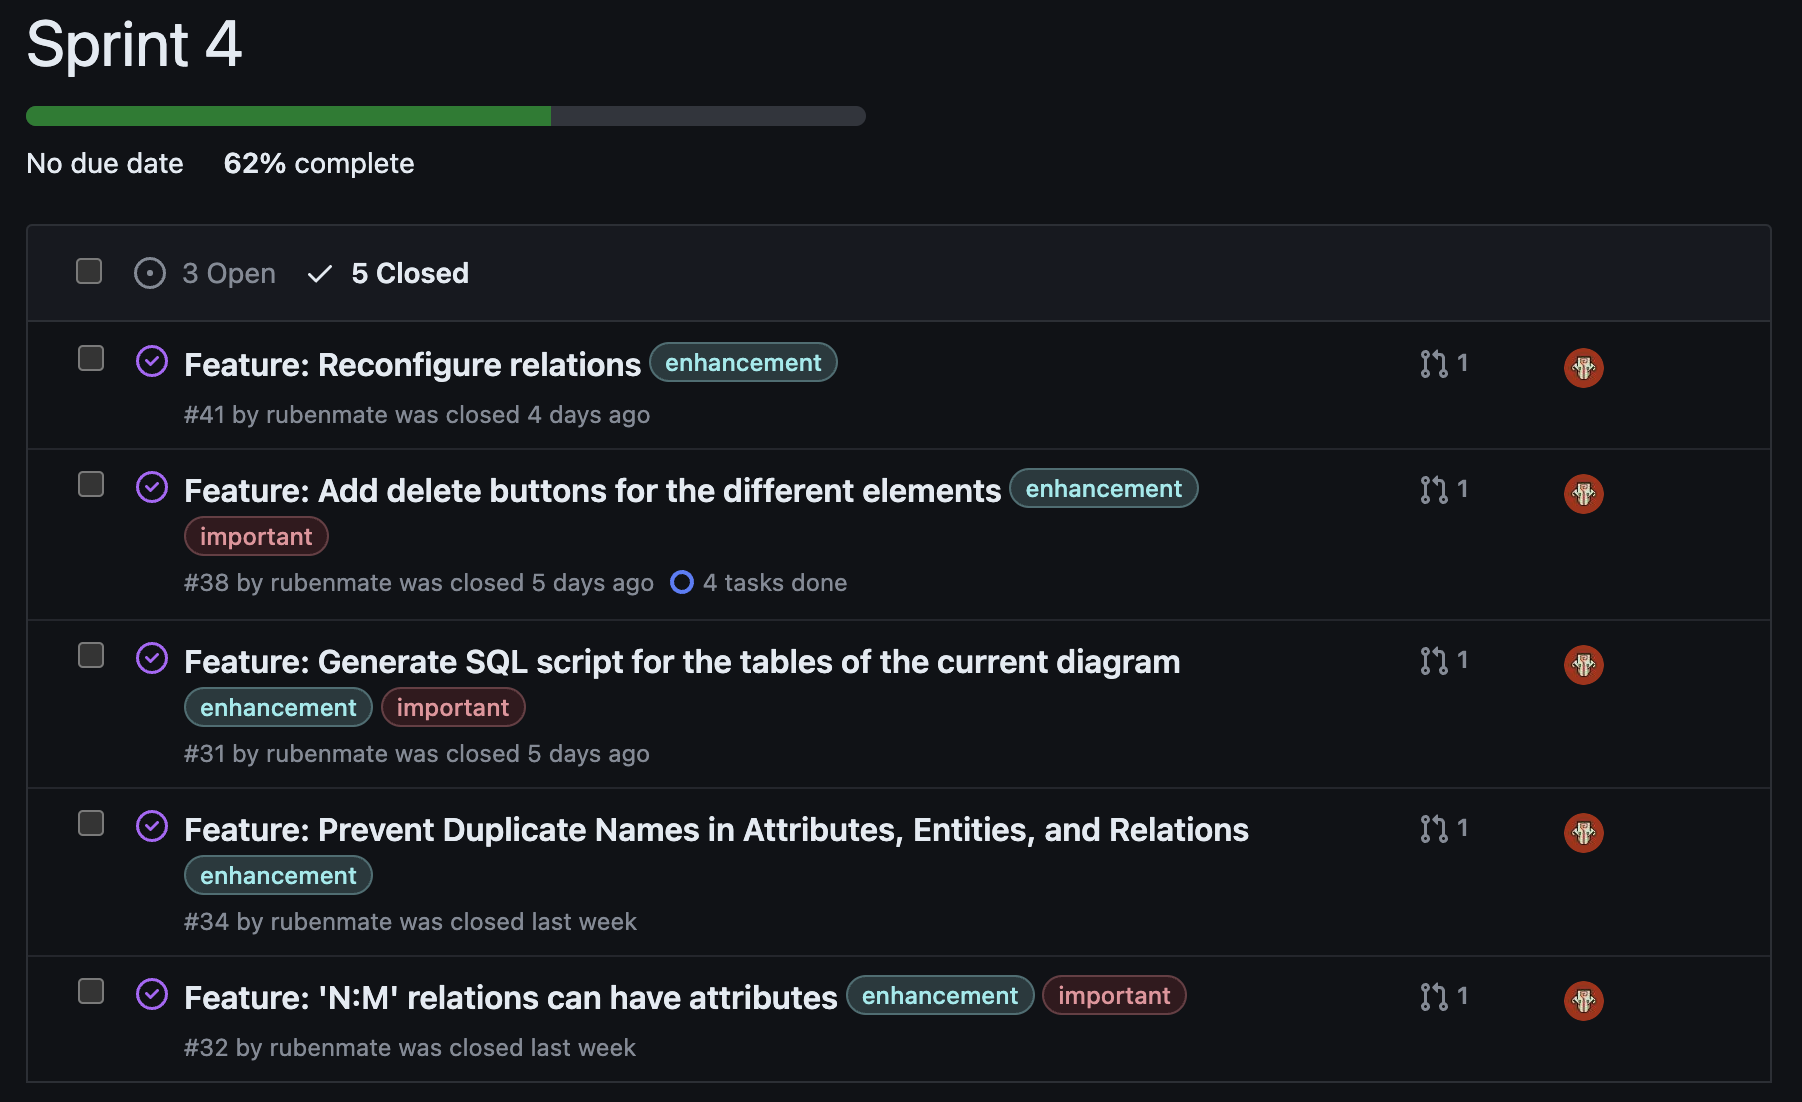 Sprint 4
No due date 62% complete
3 Open 5 Closed
Feature: Reconfigure relations enhancement 1
#41 by rubenmate was closed 4 days ago
Feature: Add delete buttons for the different elements enhancement 1
important
#38 by rubenmate was closed 5 days ago 4 tasks done
Feature: Generate SQL script for the tables of the current diagram 1
enhancement important
#31 by rubenmate was closed 5 days ago
Feature: Prevent Duplicate Names in Attributes, Entities, and Relations 1
enhancement
#34 by rubenmate was closed last week
Feature: 'N:M' relations can have attributes enhancement important 1
#32 by rubenmate was closed last week